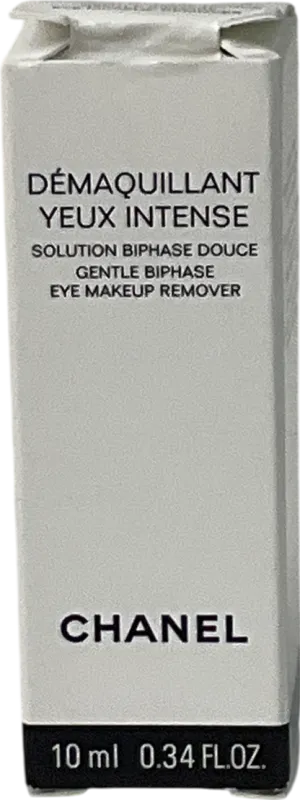 DÉMAQUILLANT
YEUX INTENSE
SOLUTION BIPHASE DOUCE
GENTLE BIPHASE
EYE MAKEUP REMOVER
CHANEL
10 ml 0.34 FL.OZ.